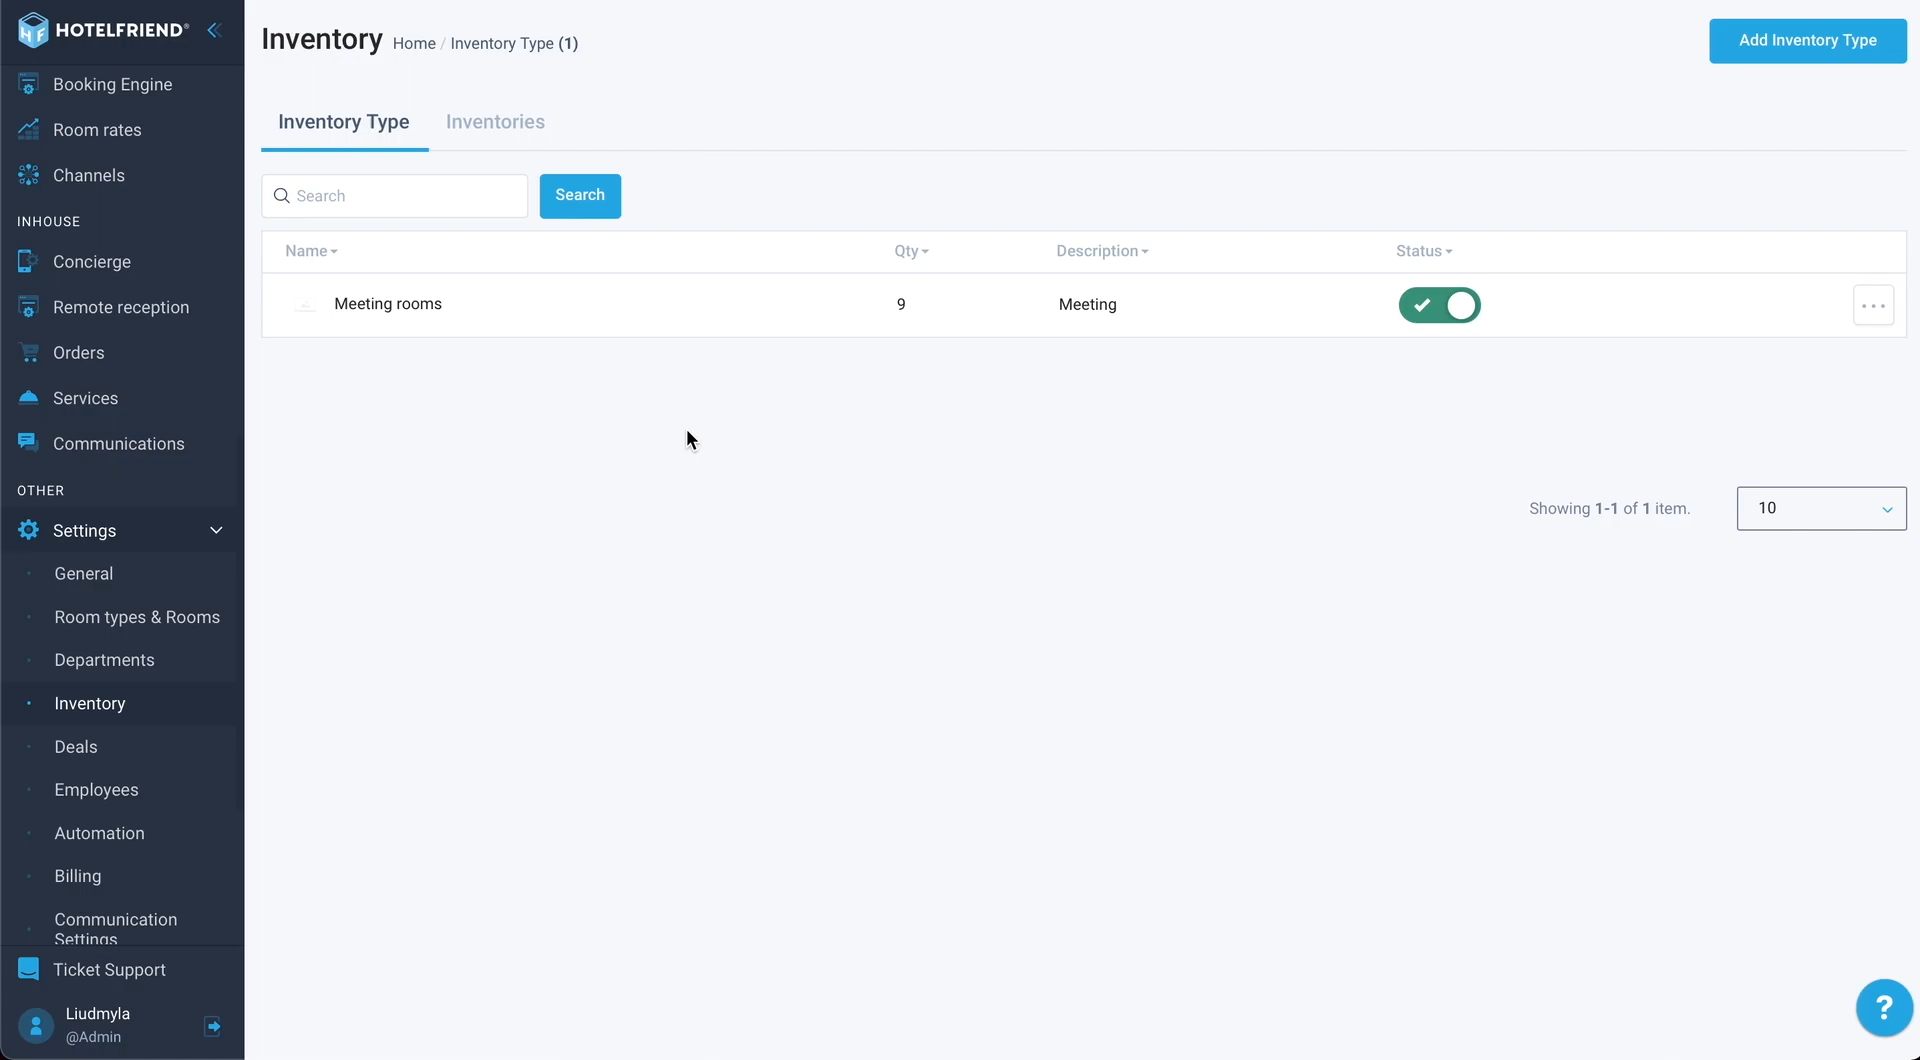 HOTELFRIEND®
Booking Engine
Room rates
Channels
INHOUSE
Concierge
Remote reception
Orders
Services
Communications
OTHER
Settings
General
Room types & Rooms
Departments
Inventory
Deals
Employees
Automation
Billing
Communication
Settings
Ticket Support
Liudmyla
@Admin
Inventory Home / Inventory Type (1)
Add Inventory Type
Inventory Type Inventories
Search Search
Name Qty Description Status
Meeting rooms 9 Meeting
Showing 1-1 of 1 item. 10
?